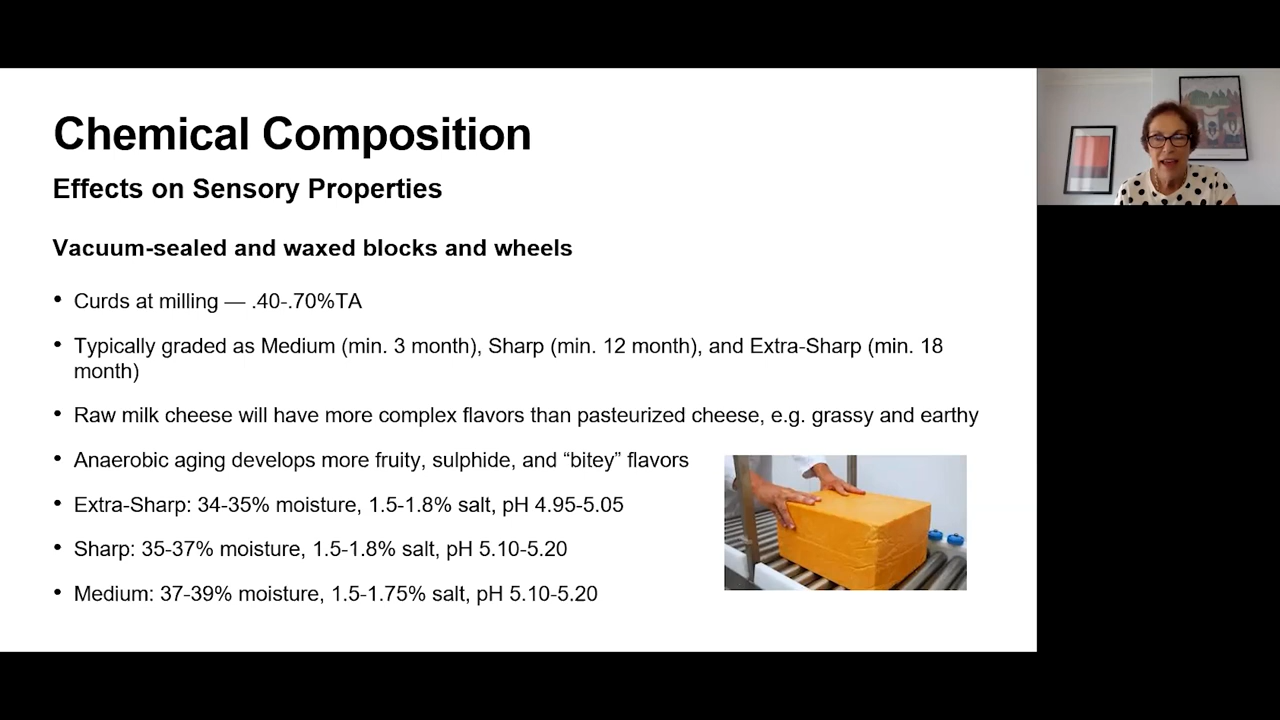 Chemical Composition
Effects on Sensory Properties
Vacuum-sealed and waxed blocks and wheels
• Curds at milling — .40-.70%TA
• Typically graded as Medium (min. 3 month), Sharp (min. 12 month), and Extra-Sharp (min. 18
month)
• Raw milk cheese will have more complex flavors than pasteurized cheese, e.g. grassy and earthy
• Anaerobic aging develops more fruity, sulphide, and “bitey” flavors
• Extra-Sharp: 34-35% moisture, 1.5-1.8% salt, pH 4.95-5.05
• Sharp: 35-37% moisture, 1.5-1.8% salt, pH 5.10-5.20
• Medium: 37-39% moisture, 1.5-1.75% salt, pH 5.10-5.20